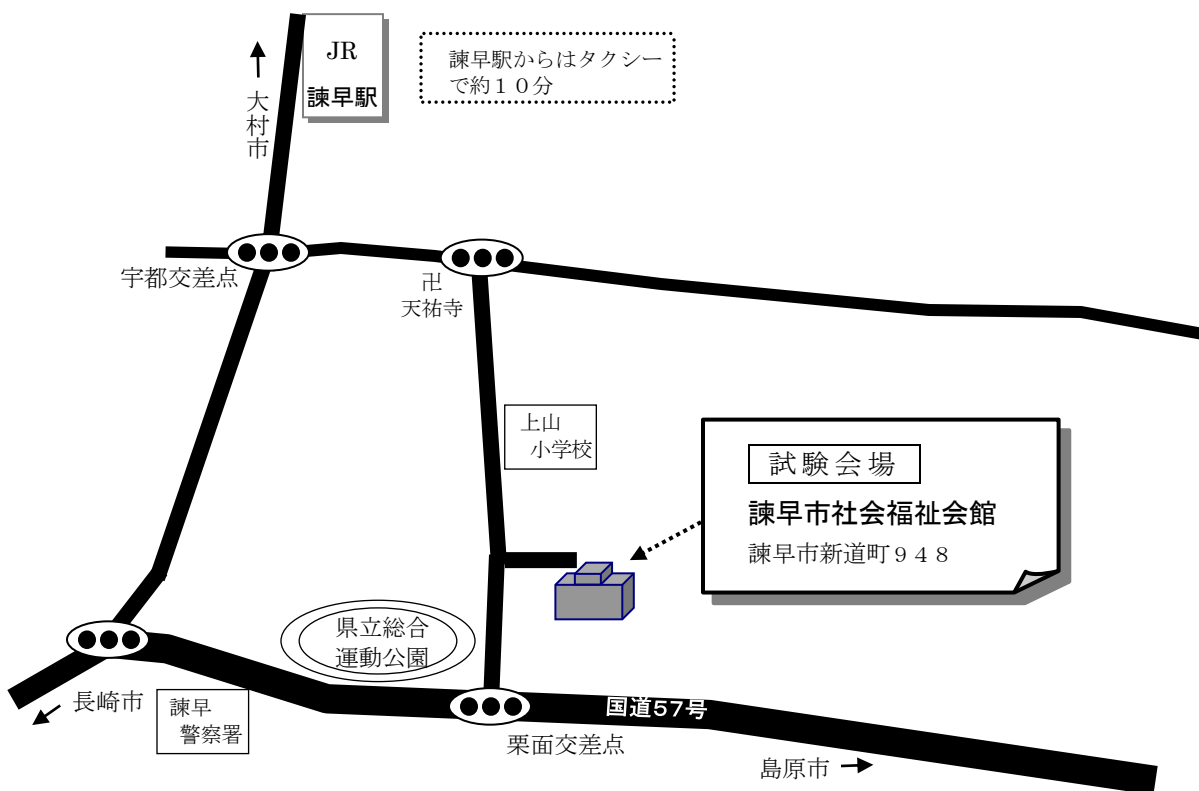 JR
諫早駅
諫早駅からはタクシー
で約１０分
大村市
宇都交差点
卍
天祐寺
上山
小学校
試験会場
諫早市社会福祉会館
諫早市新道町９４８
県立総合
運動公園
長崎市
諫早
警察署
国道57号
栗面交差点
島原市